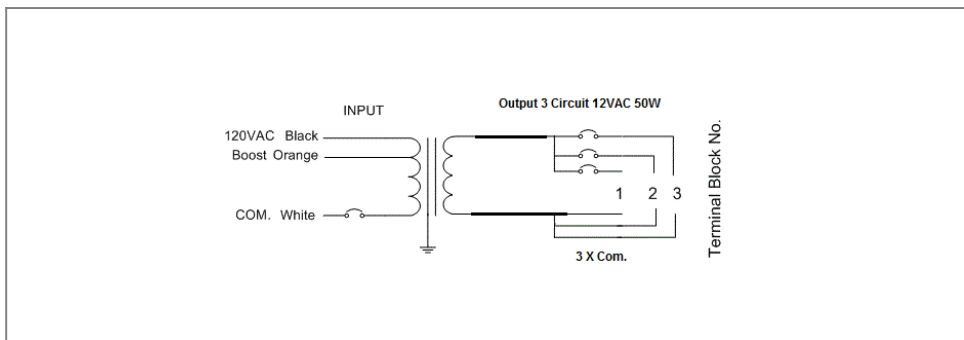 Output 3 Circuit 12VAC 50W
INPUT
120VAC Black
Boost Orange
COM. White
1 2 3
3 X Com.
Terminal Block No.